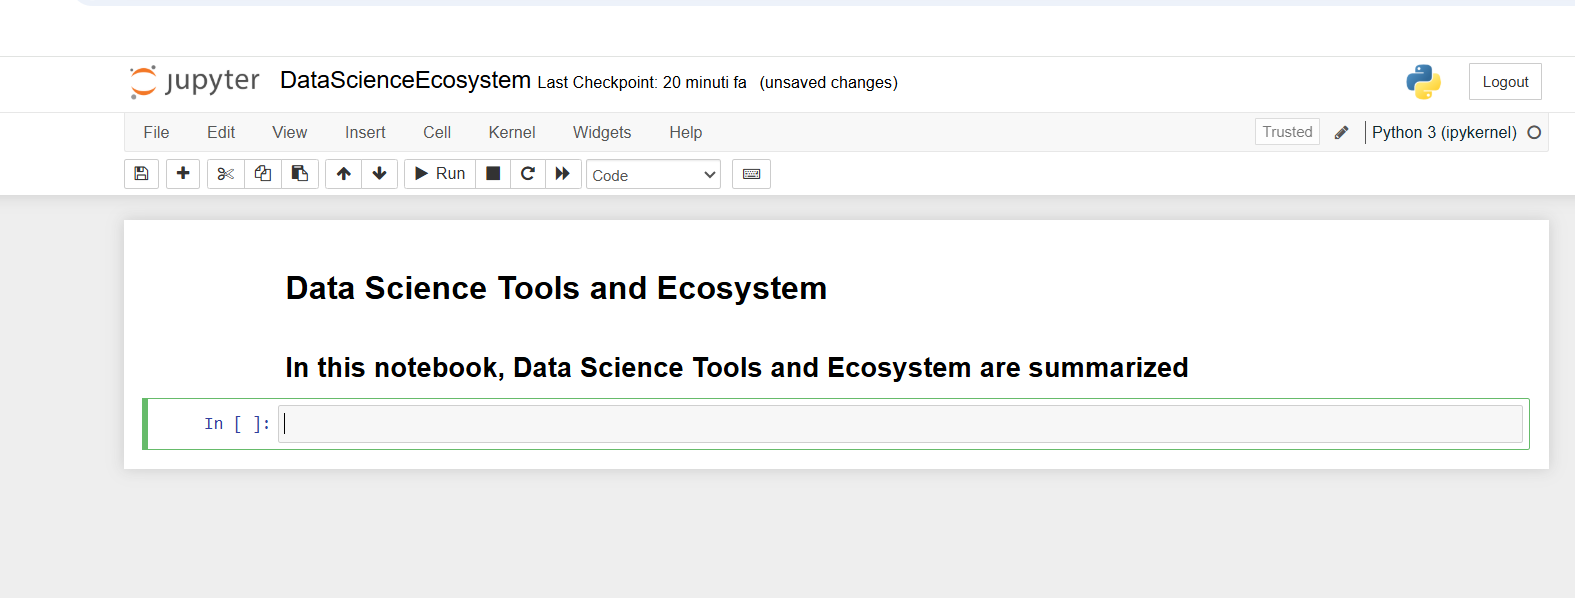 jupyter DataScienceEcosystem Last Checkpoint: 20 minuti fa (unsaved changes) Logout
File Edit View Insert Cell Kernel Widgets Help Trusted Python 3 (ipykernel)
Run Code
Data Science Tools and Ecosystem
In this notebook, Data Science Tools and Ecosystem are summarized
In [ ]: